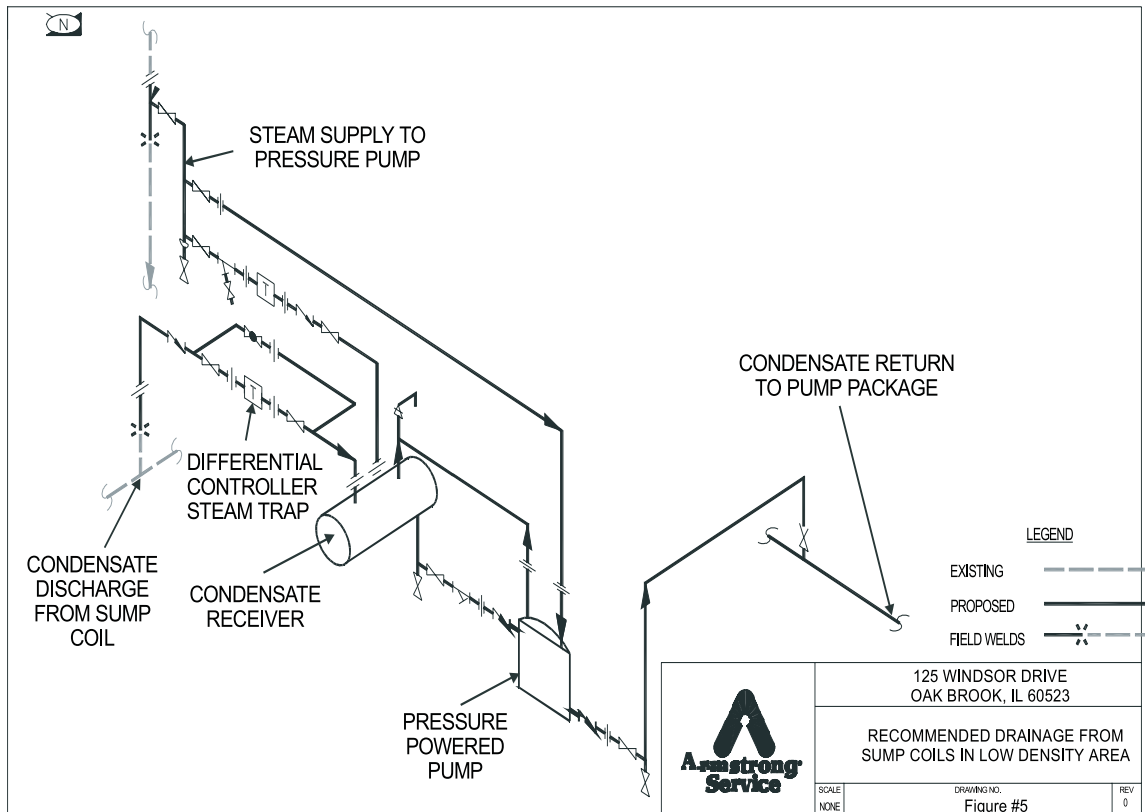 N
STEAM SUPPLY TO
PRESSURE PUMP
T
T
CONDENSATE RETURN
TO PUMP PACKAGE
DIFFERENTIAL
CONTROLLER
STEAM TRAP
CONDENSATE
DISCHARGE
FROM SUMP
COIL
CONDENSATE
RECEIVER
PRESSURE
POWERED
PUMP
LEGEND
EXISTING
PROPOSED
FIELD WELDS
Armstrong
Service
125 WINDSOR DRIVE
OAK BROOK, IL 60523
RECOMMENDED DRAINAGE FROM
SUMP COILS IN LOW DENSITY AREA
SCALE
NONE
DRAWING NO.
Figure #5
REV
0